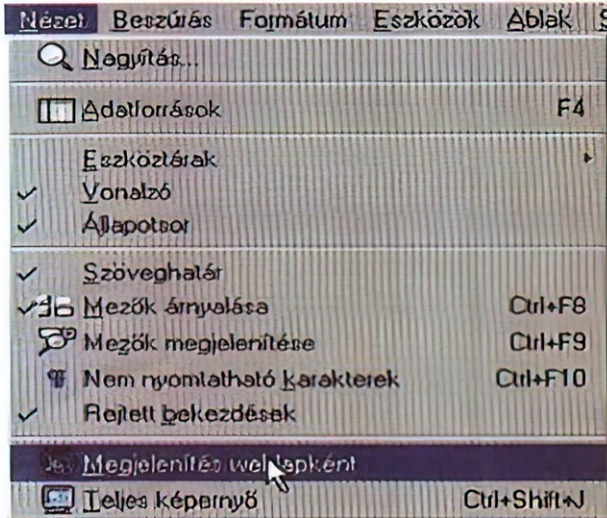 Nézet Beszúrás Formátum Eszközök Ablak
Nagyítás...
Adatforrások F4
Eszköztárak
Vonalzó
Állapotsor
Szöveghatár
Mezők árnyalása Ctrl+F8
Mezők megjelenítése Ctrl+F9
Nem nyomtatható karakterek Ctrl+F10
Rejtett bekezdések
Megjelenítés weblapként
Teljes képernyő Ctrl+Shift+J